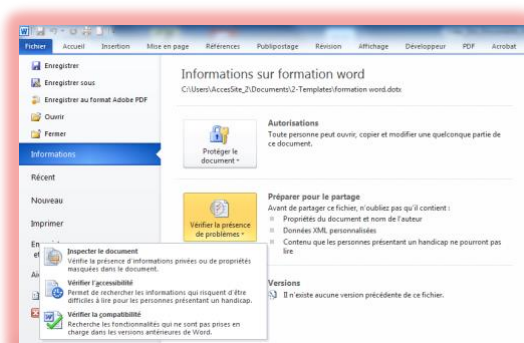 Fichier Accueil Insertion Mise en page Références Publipostage Révision Affichage Développeur PDF Acrobat
Enregistrer
Enregistrer sous
Enregistrer au format Adobe PDF
Ouvrir
Fermer
Informations
Récent
Nouveau
Imprimer
Informations sur formation word
C:\Users\AccesSite_2\Documents\2-Templates\formation word.dotx
Protéger le
document
Autorisations
Toute personne peut ouvrir, copier et modifier une quelconque partie de
ce document.
Vérifier la présence
de problèmes
Préparer pour le partage
Avant de partager ce fichier, n'oubliez pas qu'il contient :
Propriétés du document et nom de l'auteur
Données XML personnalisées
Contenu que les personnes présentant un handicap ne pourront pas
lire
Inspecter le document
Vérifie la présence d'informations privées ou de propriétés
masquées dans le document.
Vérifier l'accessibilité
Permet de rechercher les informations qui risquent d'être
difficiles à lire pour les personnes présentant un handicap.
Vérifier la compatibilité
Recherche les fonctionnalités qui ne sont pas prises en
charge dans les versions antérieures de Word.
Versions
Il n'existe aucune version précédente de ce fichier.